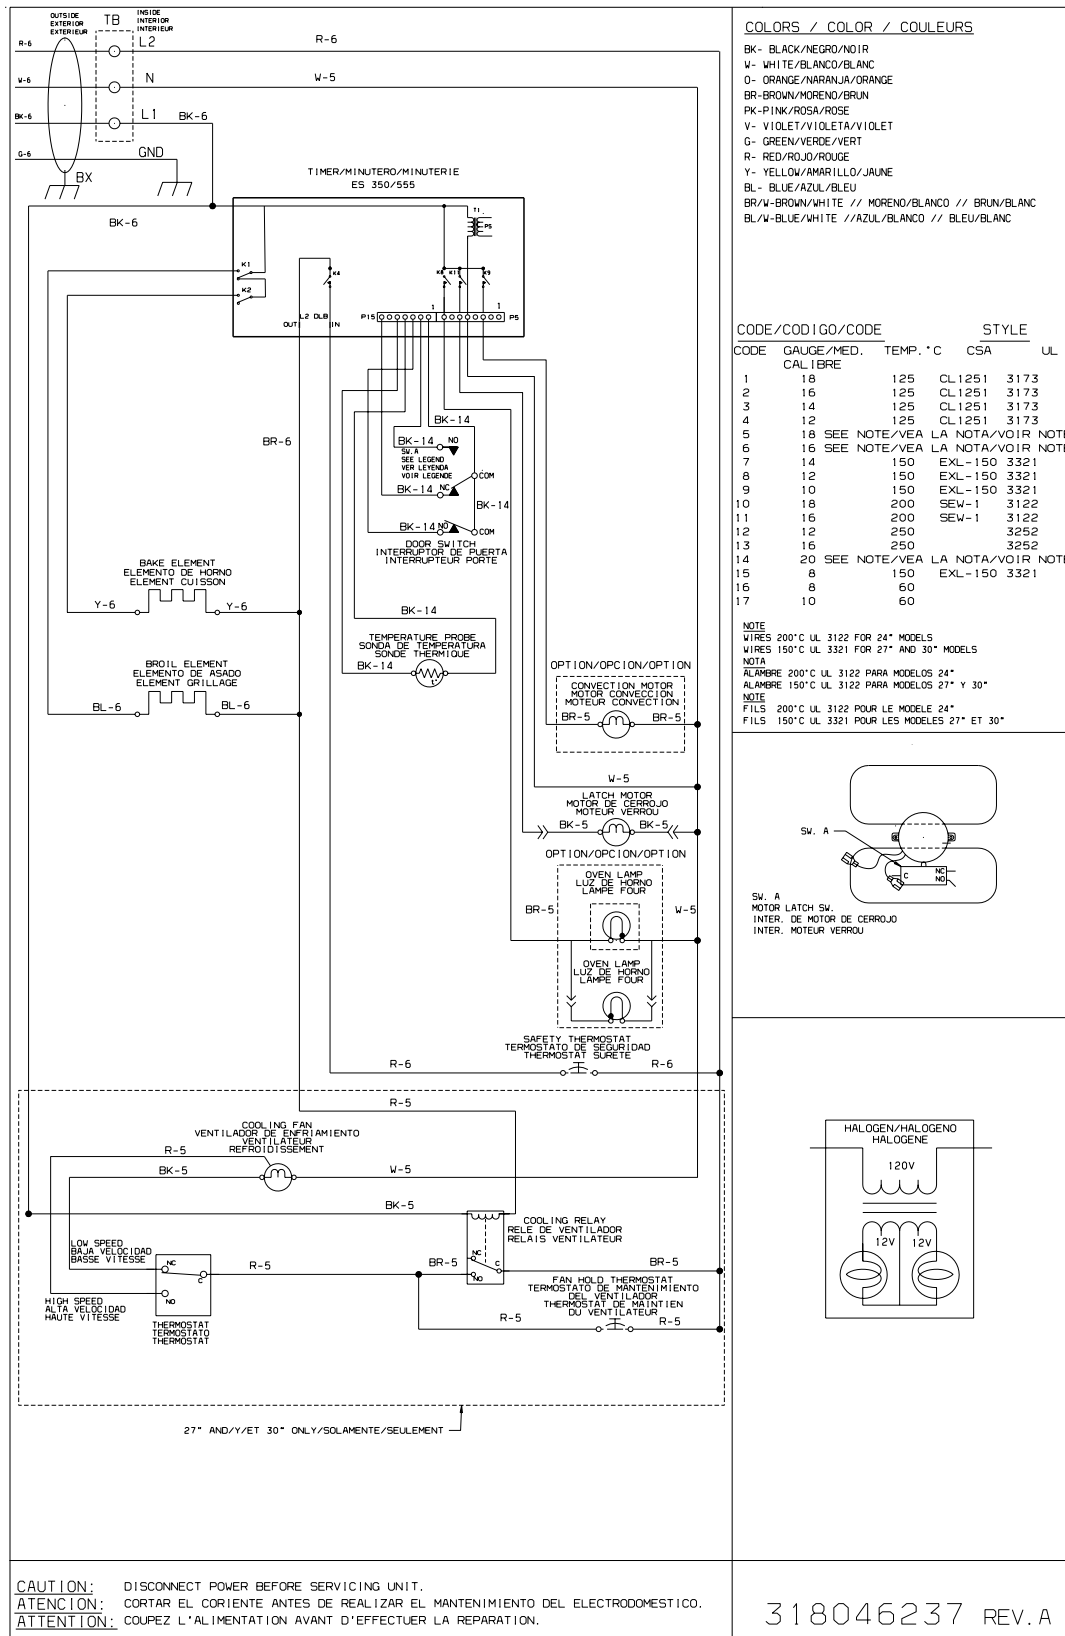 OUTSIDE
EXTERIOR
EXTERIEUR
TB
INSIDE
INTERIOR
INTERIEUR
R-6
L2
R-6
W-6
N
W-5
BK-6
L1
BK-6
G-6
GND
BX
BK-6
TIMER/MINUTERO/MINUTERIE
ES 350/555
T1
P5
K1
K2
K4
K9
L2 DLB
OUT
IN
P15
1
1
P5
BR-6
BK-14
BK-14
NO
SW. A
SEE LEGEND
VER LEYENDA
VOIR LEGENDE
COM
BK-14
NC
BK-14
BK-14
NO
COM
DOOR SWITCH
INTERRUPTOR DE PUERTA
INTERRUPTEUR PORTE
BAKE ELEMENT
ELEMENTO DE HORNO
ELEMENT CUISSON
Y-6
Y-6
BK-14
TEMPERATURE PROBE
SONDA DE TEMPERATURA
SONDE THERMIQUE
BK-14
t°
BROIL ELEMENT
ELEMENTO DE ASADO
ELEMENT GRILLAGE
BL-6
BL-6
OPTION/OPCION/OPTION
CONVECTION MOTOR
MOTOR CONVECCION
MOTEUR CONVECTION
BR-5
BR-5
W-5
LATCH MOTOR
MOTOR DE CERROJO
MOTEUR VERROU
BK-5
BK-5
OPTION/OPCION/OPTION
OVEN LAMP
LUZ DE HORNO
LAMPE FOUR
BR-5
W-5
OVEN LAMP
LUZ DE HORNO
LAMPE FOUR
SAFETY THERMOSTAT
TERMOSTATO DE SEGURIDAD
THERMOSTAT SURETE
R-6
R-6
R-5
COOLING FAN
VENTILADOR DE ENFRIAMIENTO
VENTILATEUR
REFROIDISSEMENT
R-5
BK-5
W-5
BK-5
COOLING RELAY
RELE DE VENTILADOR
RELAIS VENTILATEUR
LOW SPEED
BAJA VELOCIDAD
BASSE VITESSE
NC
C
NO
R-5
BR-5
NC
C
NO
BR-5
HIGH SPEED
ALTA VELOCIDAD
HAUTE VITESSE
THERMOSTAT
TERMOSTATO
THERMOSTAT
FAN HOLD THERMOSTAT
TERMOSTATO DE MANTENIMIENTO
DEL VENTILADOR
THERMOSTAT DE MAINTIEN
DU VENTILATEUR
R-5
R-5
27" AND/Y/ET 30" ONLY/SOLAMENTE/SEULEMENT
COLORS / COLOR / COULEURS
BK- BLACK/NEGRO/NOIR
W- WHITE/BLANCO/BLANC
O- ORANGE/NARANJA/ORANGE
BR-BROWN/MORENO/BRUN
PK-PINK/ROSA/ROSE
V- VIOLET/VIOLETA/VIOLET
G- GREEN/VERDE/VERT
R- RED/ROJO/ROUGE
Y- YELLOW/AMARILLO/JAUNE
BL- BLUE/AZUL/BLEU
BR/W-BROWN/WHITE // MORENO/BLANCO // BRUN/BLANC
BL/W-BLUE/WHITE //AZUL/BLANCO // BLEU/BLANC
CODE/CODIGO/CODE STYLE
CODE GAUGE/MED. TEMP.°C CSA UL
CALIBRE
1 18 125 CL1251 3173
2 16 125 CL1251 3173
3 14 125 CL1251 3173
4 12 125 CL1251 3173
5 18 SEE NOTE/VEA LA NOTA/VOIR NOTE
6 16 SEE NOTE/VEA LA NOTA/VOIR NOTE
7 14 150 EXL-150 3321
8 12 150 EXL-150 3321
9 10 150 EXL-150 3321
10 18 200 SEW-1 3122
11 16 200 SEW-1 3122
12 12 250 3252
13 16 250 3252
14 20 SEE NOTE/VEA LA NOTA/VOIR NOTE
15 8 150 EXL-150 3321
16 8 60
17 10 60
NOTE
WIRES 200°C UL 3122 FOR 24" MODELS
WIRES 150°C UL 3321 FOR 27" AND 30" MODELS
NOTA
ALAMBRE 200°C UL 3122 PARA MODELOS 24"
ALAMBRE 150°C UL 3122 PARA MODELOS 27" Y 30"
NOTE
FILS 200°C UL 3122 POUR LE MODELE 24"
FILS 150°C UL 3321 POUR LES MODELES 27" ET 30"
SW. A
C
NC
NO
SW. A
MOTOR LATCH SW.
INTER. DE MOTOR DE CERROJO
INTER. MOTEUR VERROU
HALOGEN/HALOGENO
HALOGENE
120V
12V
12V
CAUTION: DISCONNECT POWER BEFORE SERVICING UNIT.
ATENCION: CORTAR EL CORIENTE ANTES DE REALIZAR EL MANTENIMIENTO DEL ELECTRODOMESTICO.
ATTENTION: COUPEZ L'ALIMENTATION AVANT D'EFFECTUER LA REPARATION.
318046237 REV.A